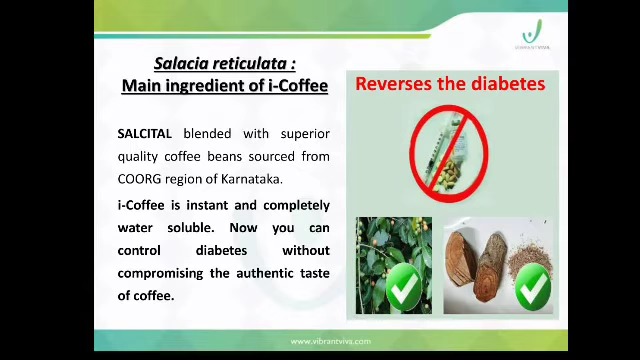 VIBRANTVIVA
Salacia reticulata :
Main ingredient of i-Coffee
SALCITAL blended with superior
quality coffee beans sourced from
COORG region of Karnataka.
i-Coffee is instant and completely
water soluble. Now you can
control diabetes without
compromising the authentic taste
of coffee.
Reverses the diabetes
www.vibrantviva.com